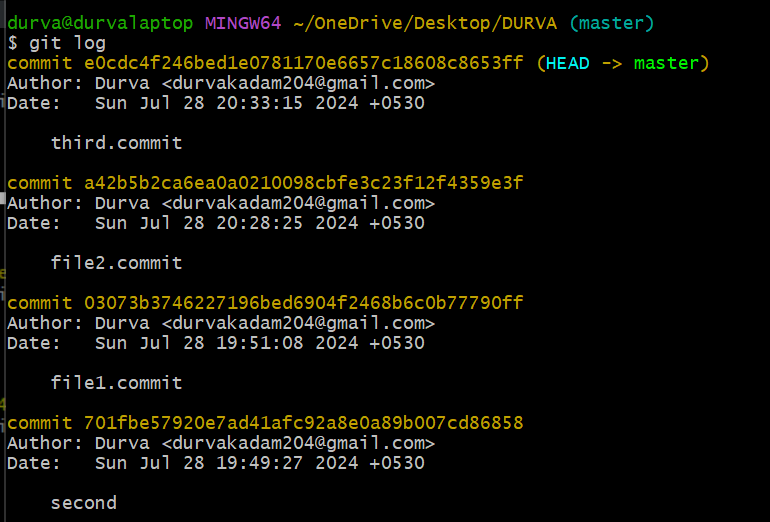 durva@durvalaptop MINGW64 ~/OneDrive/Desktop/DURVA (master)
$ git log
commit e0cdc4f246bed1e0781170e6657c18608c8653ff (HEAD -> master)
Author: Durva <durvakadam204@gmail.com>
Date:   Sun Jul 28 20:33:15 2024 +0530
third.commit
commit a42b5b2ca6ea0a0210098cbfe3c23f12f4359e3f
Author: Durva <durvakadam204@gmail.com>
Date:   Sun Jul 28 20:28:25 2024 +0530
file2.commit
commit 03073b3746227196bed6904f2468b6c0b77790ff
Author: Durva <durvakadam204@gmail.com>
Date:   Sun Jul 28 19:51:08 2024 +0530
file1.commit
commit 701fbe57920e7ad41afc92a8e0a89b007cd86858
Author: Durva <durvakadam204@gmail.com>
Date:   Sun Jul 28 19:49:27 2024 +0530
second